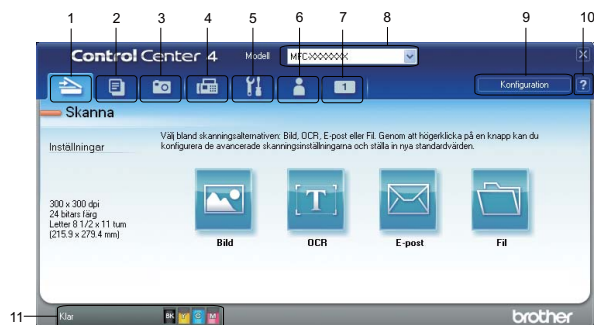 1 2 3 4 5 6 7 8 9 10
Control Center 4 Modell MFC-XXXXXX
1 Konfiguration ?
Skanna
Inställningar
Välj bland skanningsalternativen: Bild, OCR, E-post eller Fil. Genom att högerklicka på en knapp kan du
konfigurera de avancerade skanningsinställningarna och ställa in nya standardvärden.
300 x 300 dpi
24 bitars färg
Letter 8 1/2 x 11 tum
(215.9 x 279.4 mm)
T
Bild OCR E-post Fil
11 Klar BK Y C M brother